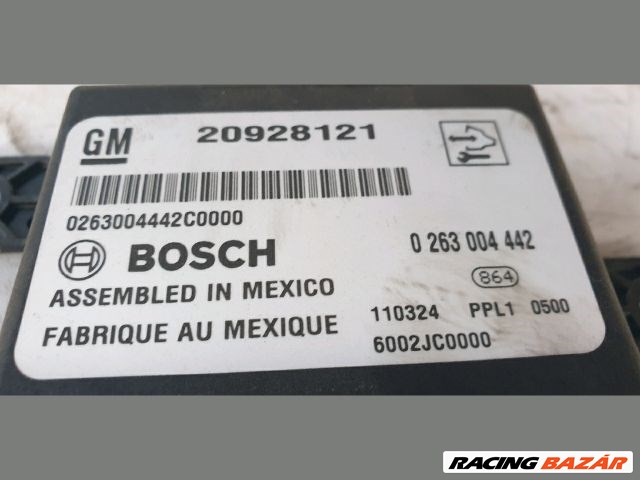 GM 20928121
0263004442C0000
BOSCH 0 263 004 442
864
ASSEMBLED IN MEXICO
110324 PPL1 0500
FABRIQUE AU MEXIQUE
6002JC0000
RACING BAZÁR